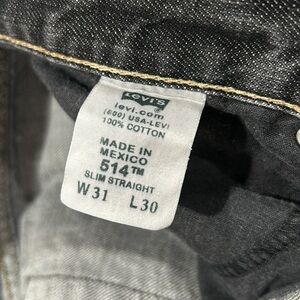 LEVI'S
levi.com
(800) USA-LEVI
100% COTTON
MADE IN
MEXICO
514™
SLIM STRAIGHT
W31 L30